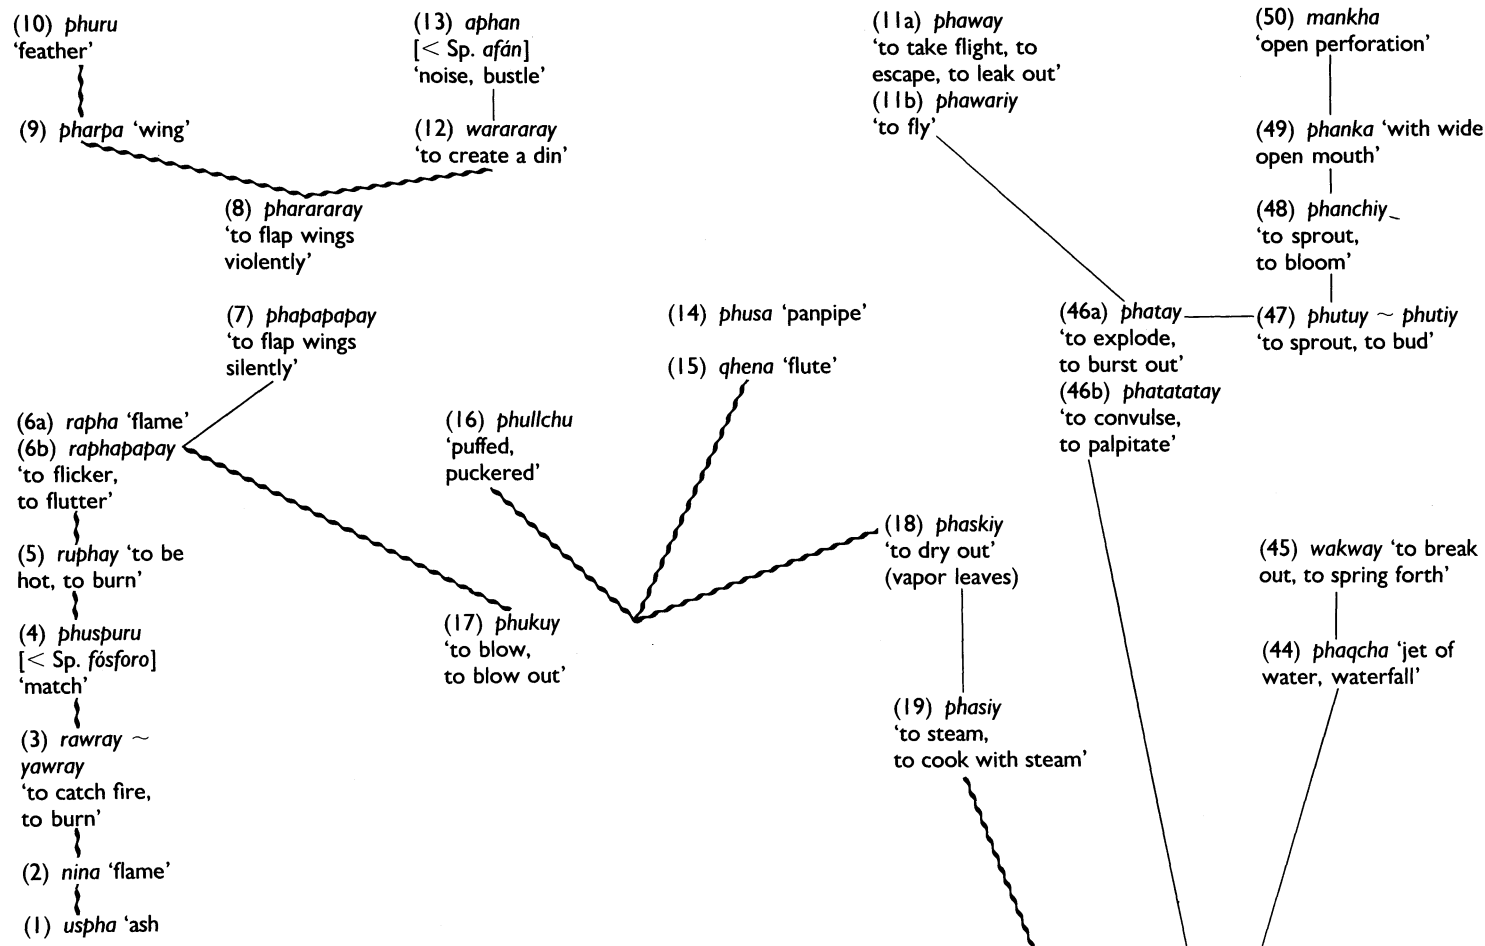 (10) phuru
'feather'
(9) pharpa 'wing'
(13) aphan
[< Sp. afán]
'noise, bustle'
(12) warararay
'to create a din'
(8) pharararay
'to flap wings
violently'
(7) phapapapay
'to flap wings
silently'
(6a) rapha 'flame'
(6b) raphapapay
'to flicker,
to flutter'
(5) ruphay 'to be
hot, to burn'
(4) phuspuru
[< Sp. fósforo]
'match'
(3) rawray ~
yawray
'to catch fire,
to burn'
(2) nina 'flame'
(1) uspha 'ash
(14) phusa 'panpipe'
(15) qhena 'flute'
(16) phullchu
'puffed,
puckered'
(17) phukuy
'to blow,
to blow out'
(18) phaskiy
'to dry out'
(vapor leaves)
(19) phasiy
'to steam,
to cook with steam'
(11a) phaway
'to take flight, to
escape, to leak out'
(11b) phawariy
'to fly'
(46a) phatay
'to explode,
to burst out'
(46b) phatatatay
'to convulse,
to palpitate'
(50) mankha
'open perforation'
(49) phanka 'with wide
open mouth'
(48) phanchiy
'to sprout,
to bloom'
(47) phutuy ~ phutiy
'to sprout, to bud'
(45) wakway 'to break
out, to spring forth'
(44) phaqcha 'jet of
water, waterfall'